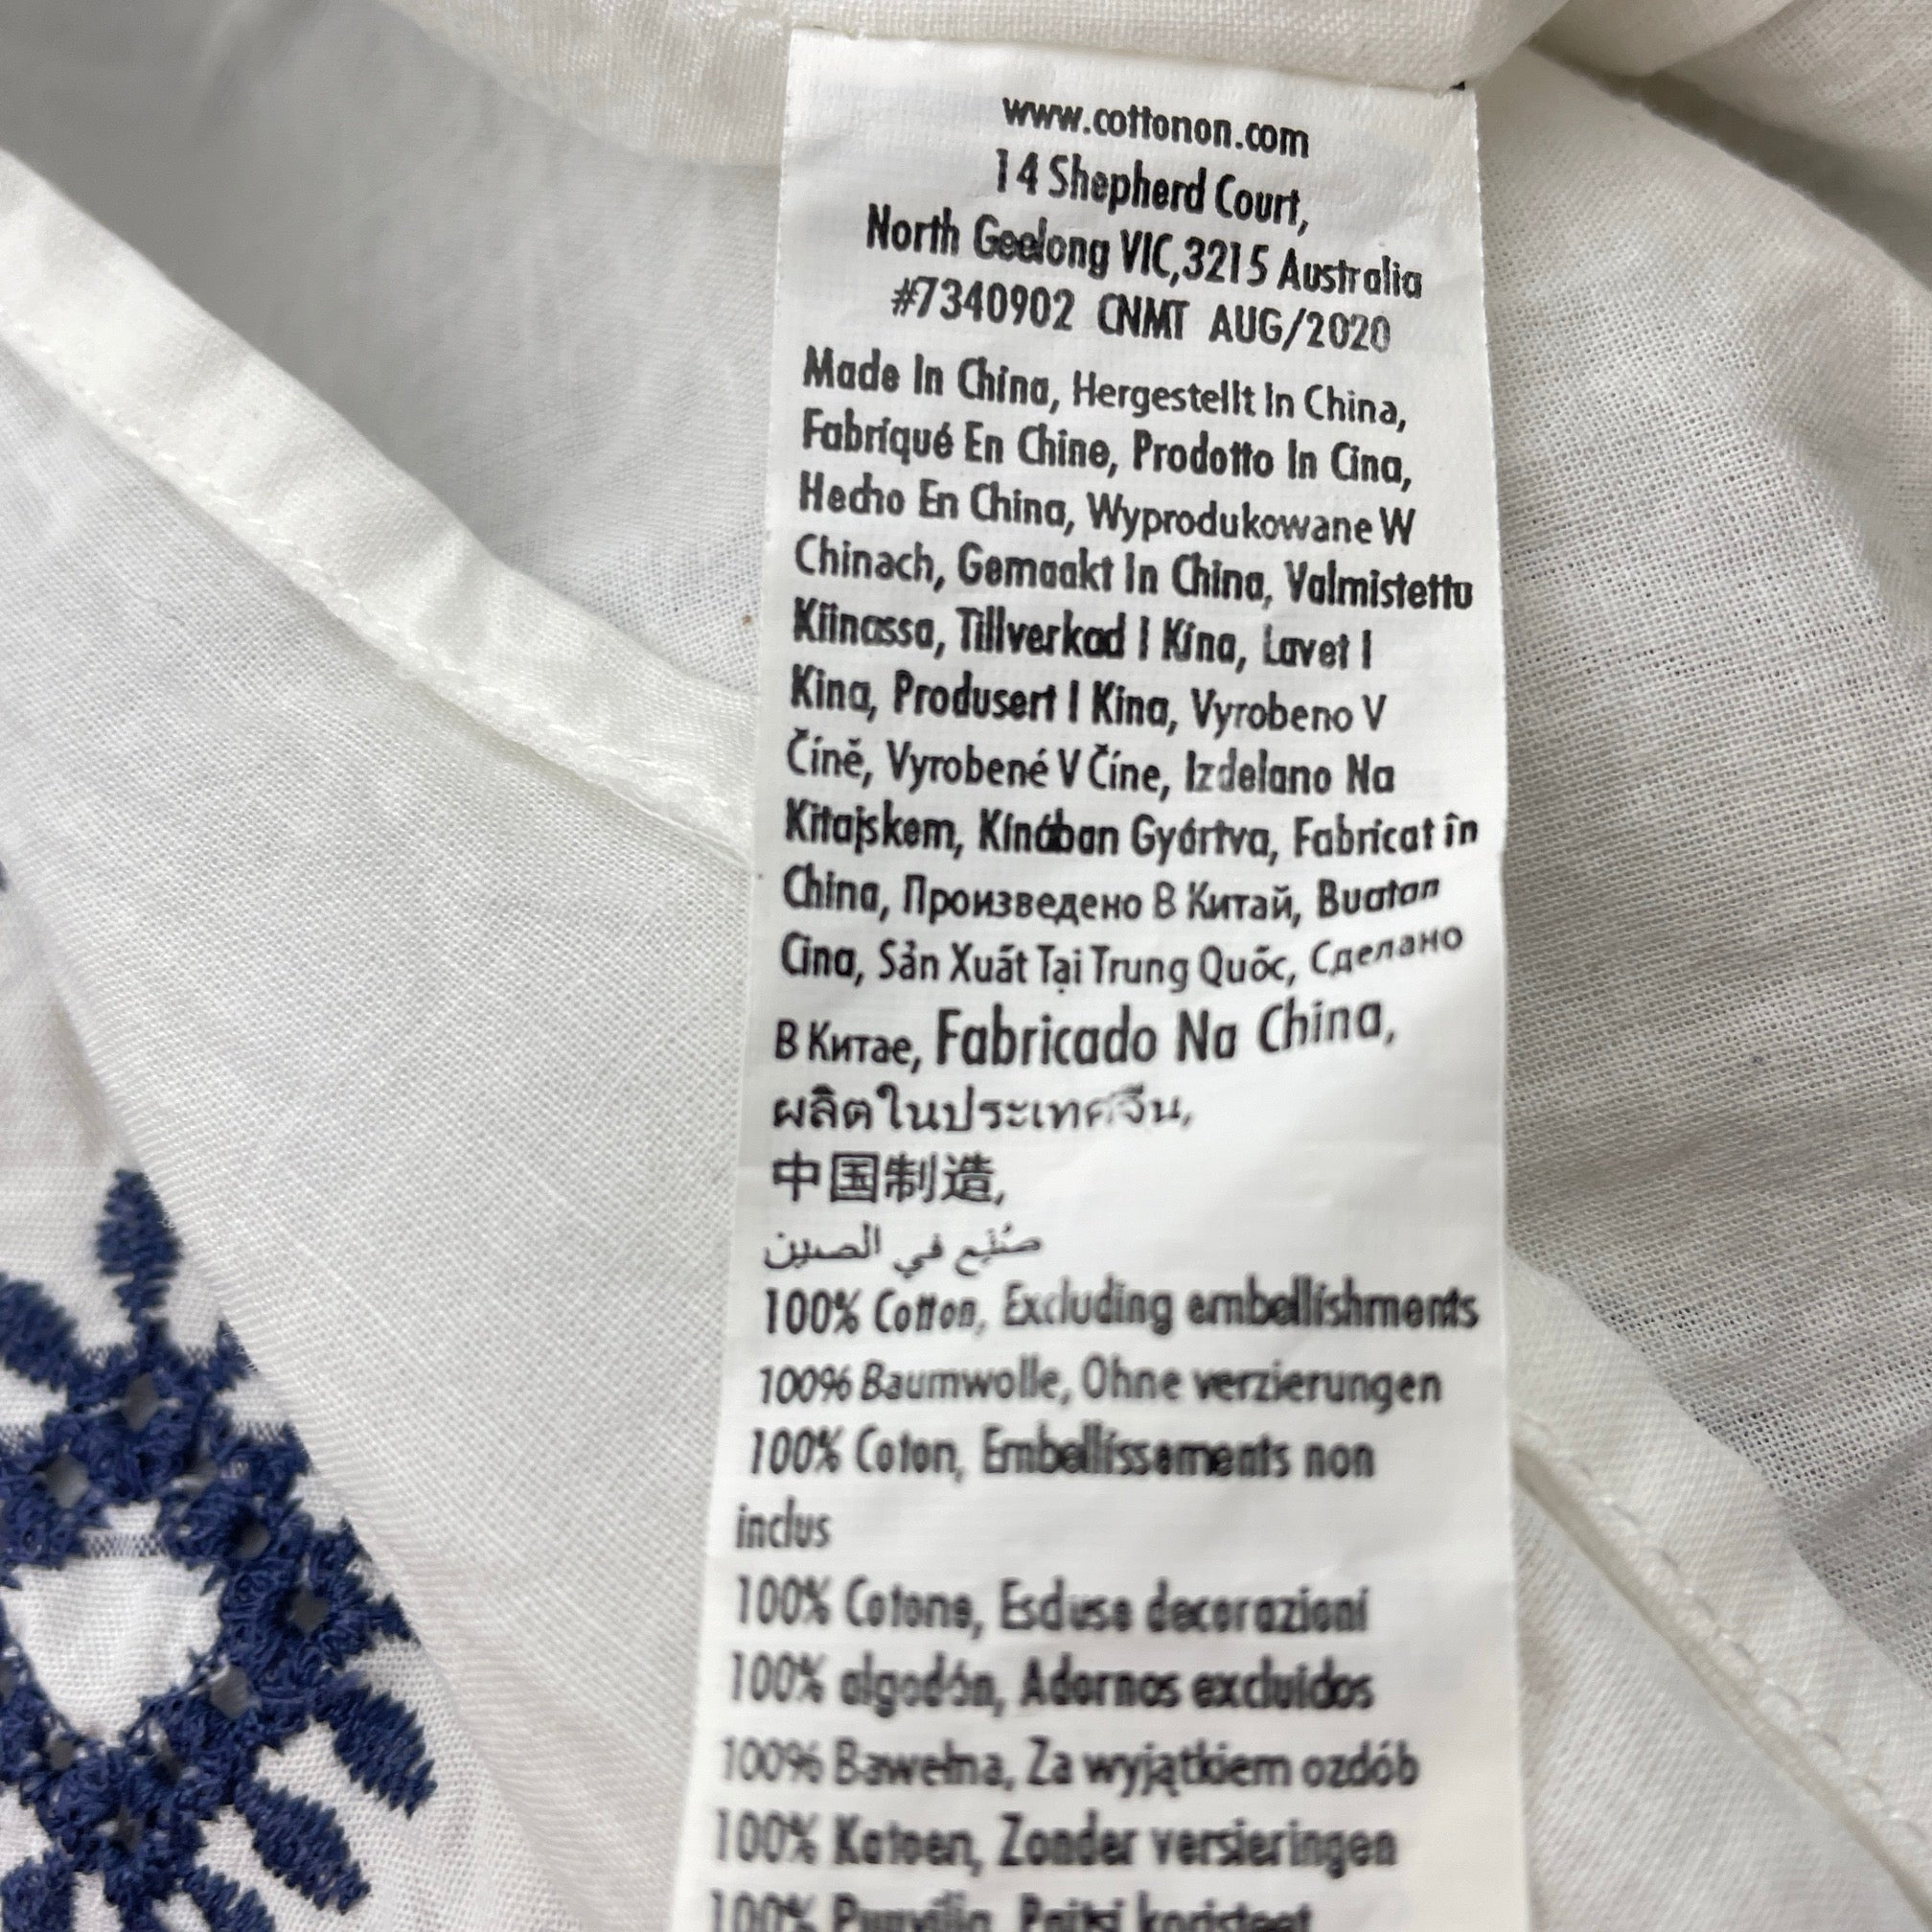 www.cottonon.com
14 Shepherd Court,
North Geelong VIC,3215 Australia
#7340902 CNMT AUG/2020
Made In China, Hergestellt In China,
Fabriqué En Chine, Prodotto In Cina,
Hecho En China, Wyprodukowane W
Chinach, Gemaakt In China, Valmistettu
Kiinassa, Tillverkad I Kina, Lavet I
Kina, Produsert I Kina, Vyrobeno V
Číně, Vyrobené V Číne, Izdelano Na
Kitajskem, Kínában Gyártva, Fabricat în
China, Произведено В Китай, Buatan
Cina, Sản Xuất Tại Trung Quốc, Сделано
В Китае, Fabricado Na China,
ผลิตในประเทศจีน,
中国制造,
صُنِع في الصين
100% Cotton, Excluding embellishments
100% Baumwolle, Ohne verzierungen
100% Coton, Embellissements non
inclus
100% Cotone, Escluse decorazioni
100% algodón, Adornos excluidos
100% Bawełna, Za wyjątkiem ozdób
100% Katoen, Zonder versieringen
100% Puuvilla, Paitsi koristeet